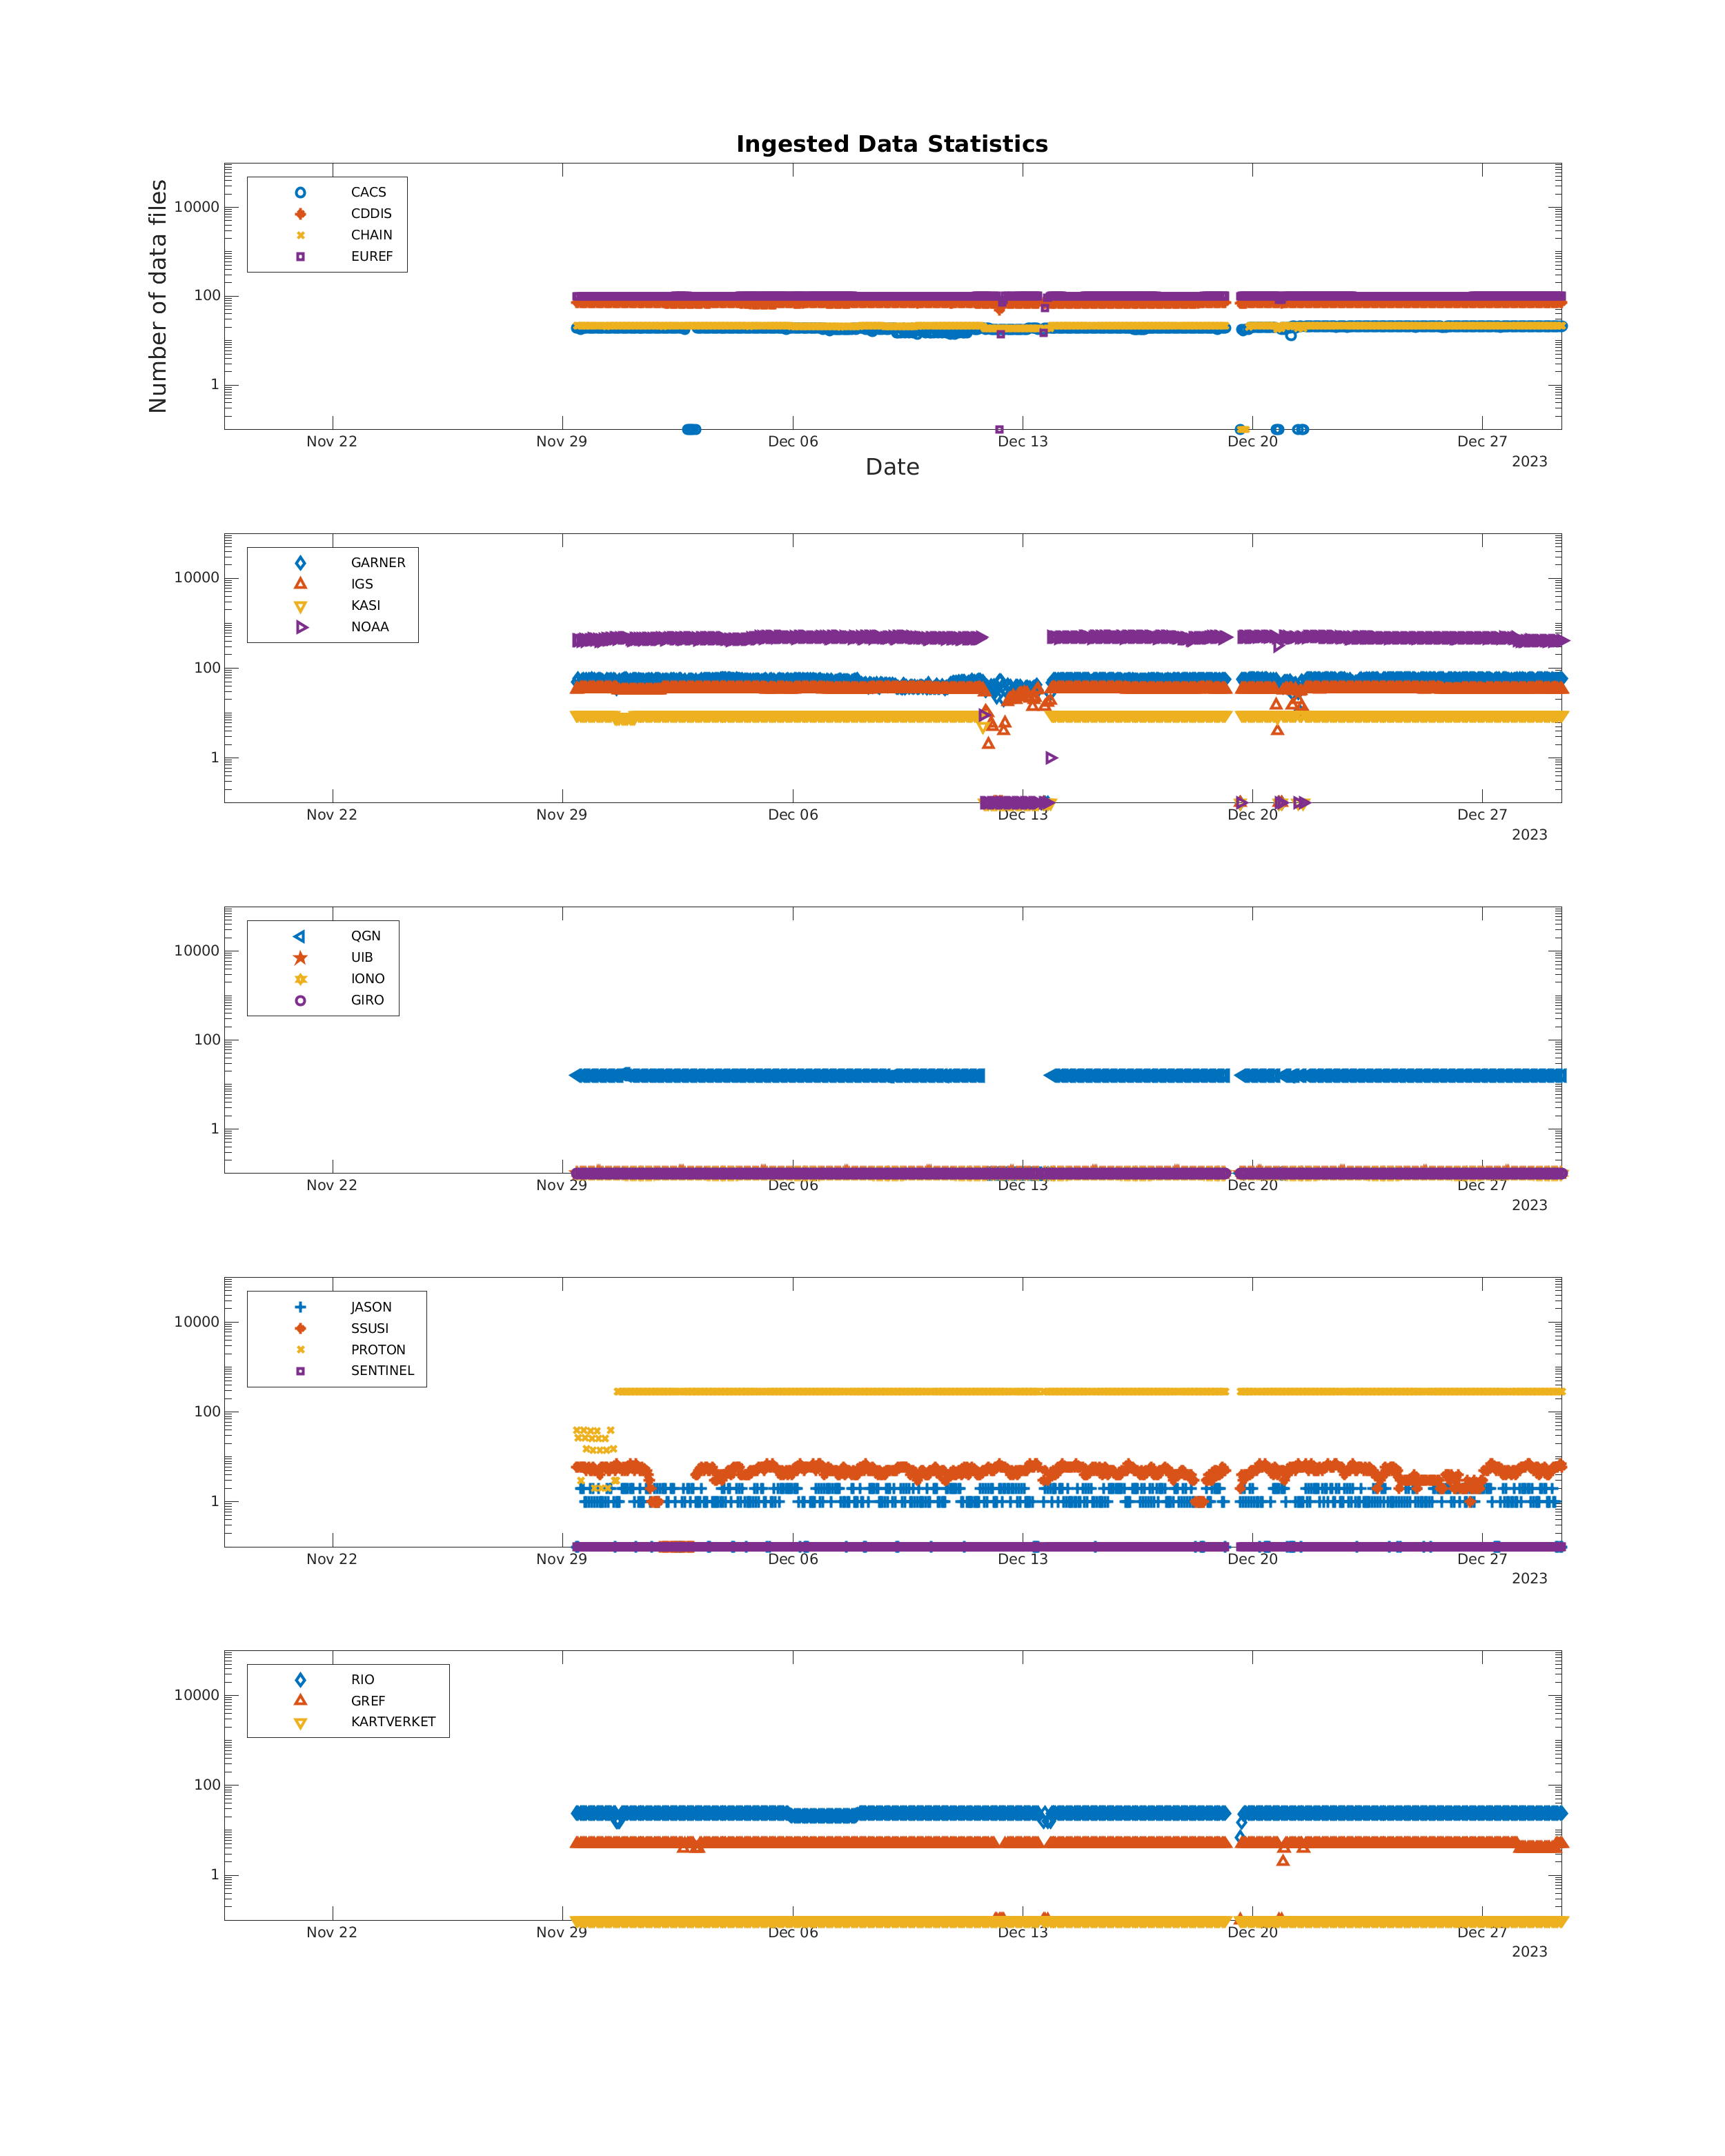 Ingested Data Statistics
Number of data files
CACS
CDDIS
CHAIN
EUREF
10000
100
1
Nov 22 Nov 29 Dec 06 Dec 13 Dec 20 Dec 27
2023
Date
GARNER
IGS
KASI
NOAA
10000
100
1
Nov 22 Nov 29 Dec 06 Dec 13 Dec 20 Dec 27
2023
QGN
UIB
IONO
GIRO
10000
100
1
Nov 22 Nov 29 Dec 06 Dec 13 Dec 20 Dec 27
2023
JASON
SSUSI
PROTON
SENTINEL
10000
100
1
Nov 22 Nov 29 Dec 06 Dec 13 Dec 20 Dec 27
2023
RIO
GREF
KARTVERKET
10000
100
1
Nov 22 Nov 29 Dec 06 Dec 13 Dec 20 Dec 27
2023